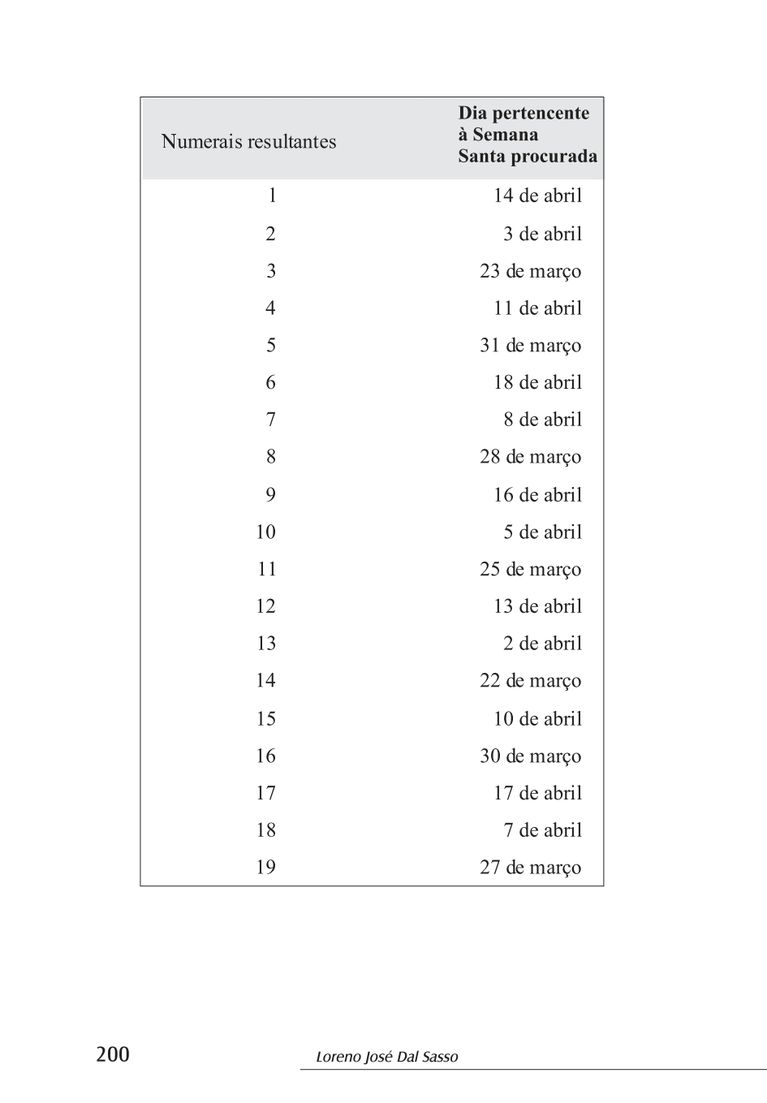 Numerais resultantes
Dia pertencente
à Semana
Santa procurada
1 14 de abril
2 3 de abril
3 23 de março
4 11 de abril
5 31 de março
6 18 de abril
7 8 de abril
8 28 de março
9 16 de abril
10 5 de abril
11 25 de março
12 13 de abril
13 2 de abril
14 22 de março
15 10 de abril
16 30 de março
17 17 de abril
18 7 de abril
19 27 de março
200 Loreno José Dal Sasso